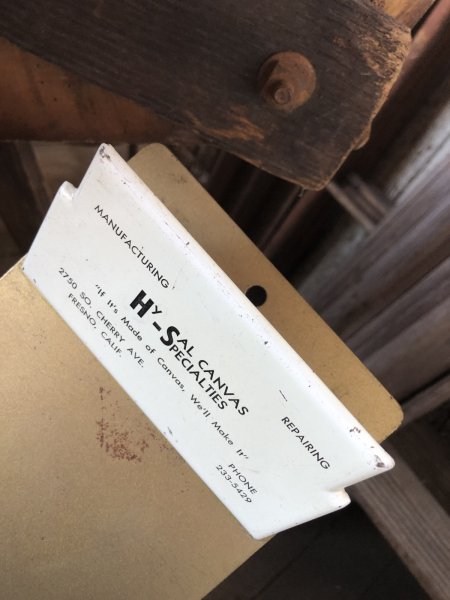 MANUFACTURING — REPAIRING
HY-SAL CANVAS
SPECIALTIES
"If It's Made of Canvas, We'll Make It"
2750 SO. CHERRY AVE. PHONE
FRESNO, CALIF. 233-5429